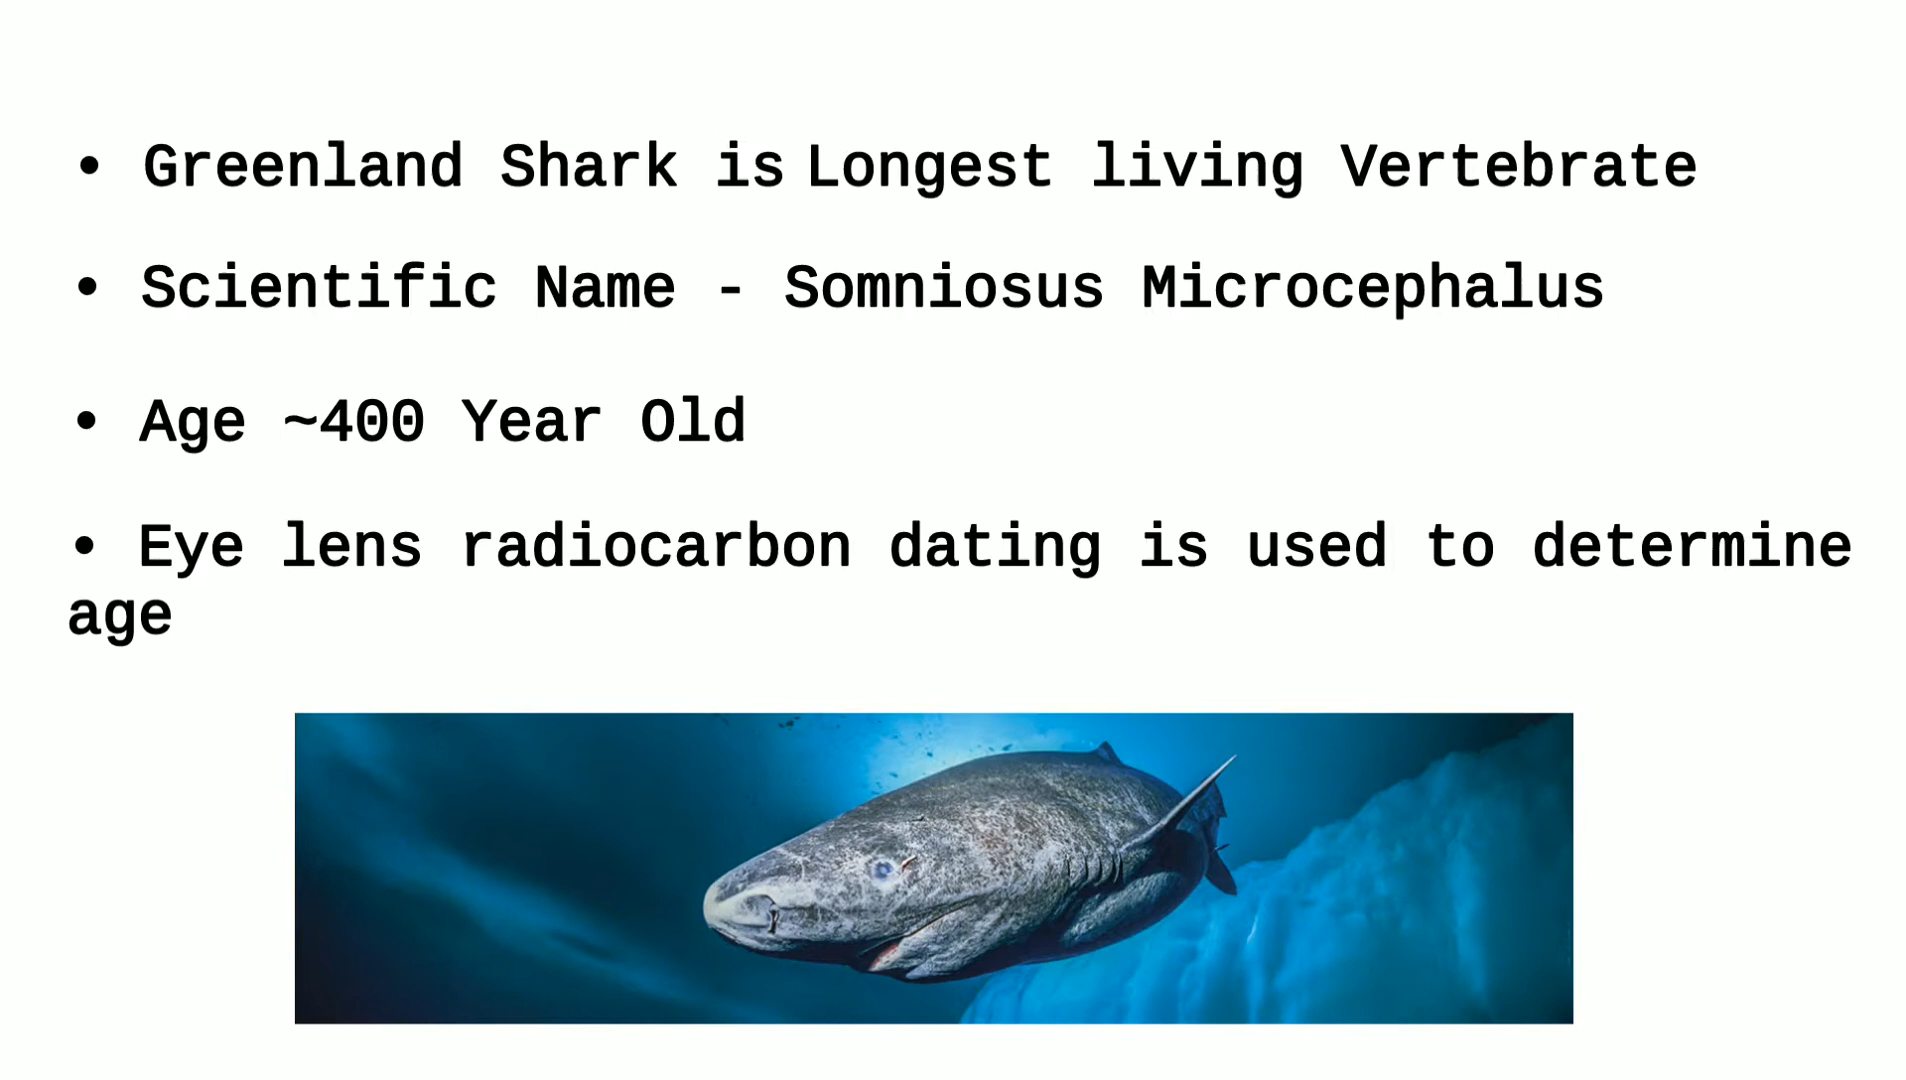 • Greenland Shark is Longest living Vertebrate
• Scientific Name - Somniosus Microcephalus
• Age ~400 Year Old
• Eye lens radiocarbon dating is used to determine
age